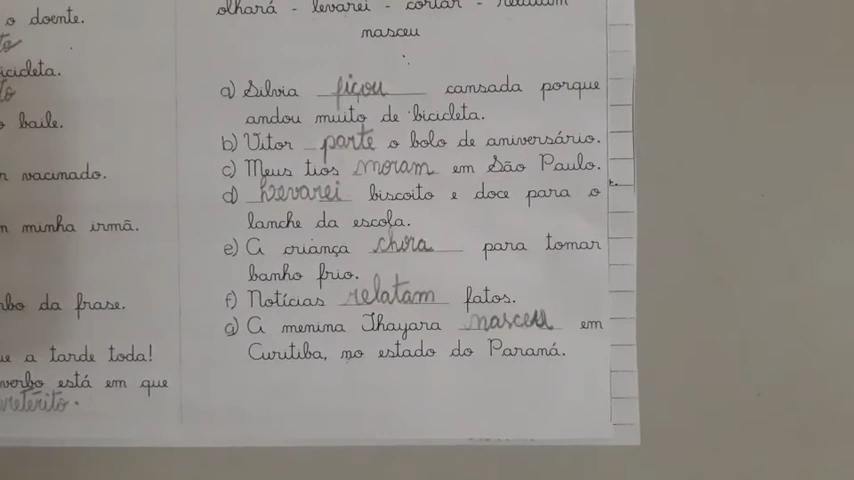 o doente.
icicleta.
o baile.
vacinado.
minha irmã.
da frase.
a tarde toda!
verbo está em que
pretérito.
olhará - levarei - cortar - relatam
nasceu
a) Silvia fiçou cansada porque
andou muito de bicicleta.
b) Vitor parte o bolo de aniversário.
c) Meus tios moram em São Paulo.
d) Levarei biscoito e doce para o
lanche da escola.
e) A criança chora para tomar
banho frio.
f) Notícias relatam fatos.
g) A menina Thayara nasceu em
Curitiba, no estado do Paraná.